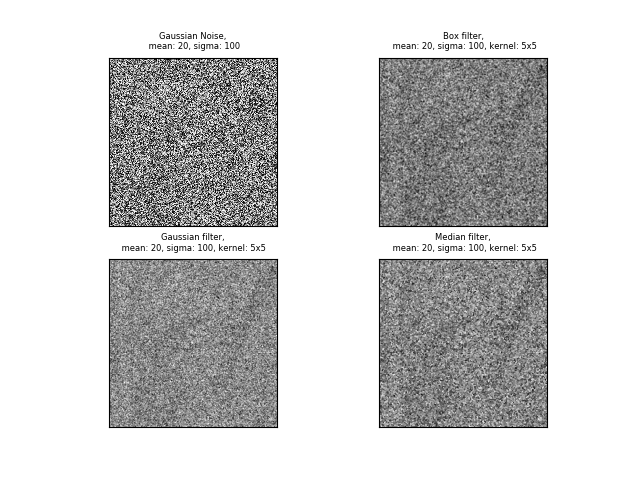 Gaussian Noise,
mean: 20, sigma: 100
Box filter,
mean: 20, sigma: 100, kernel: 5x5
Gaussian filter,
mean: 20, sigma: 100, kernel: 5x5
Median filter,
mean: 20, sigma: 100, kernel: 5x5